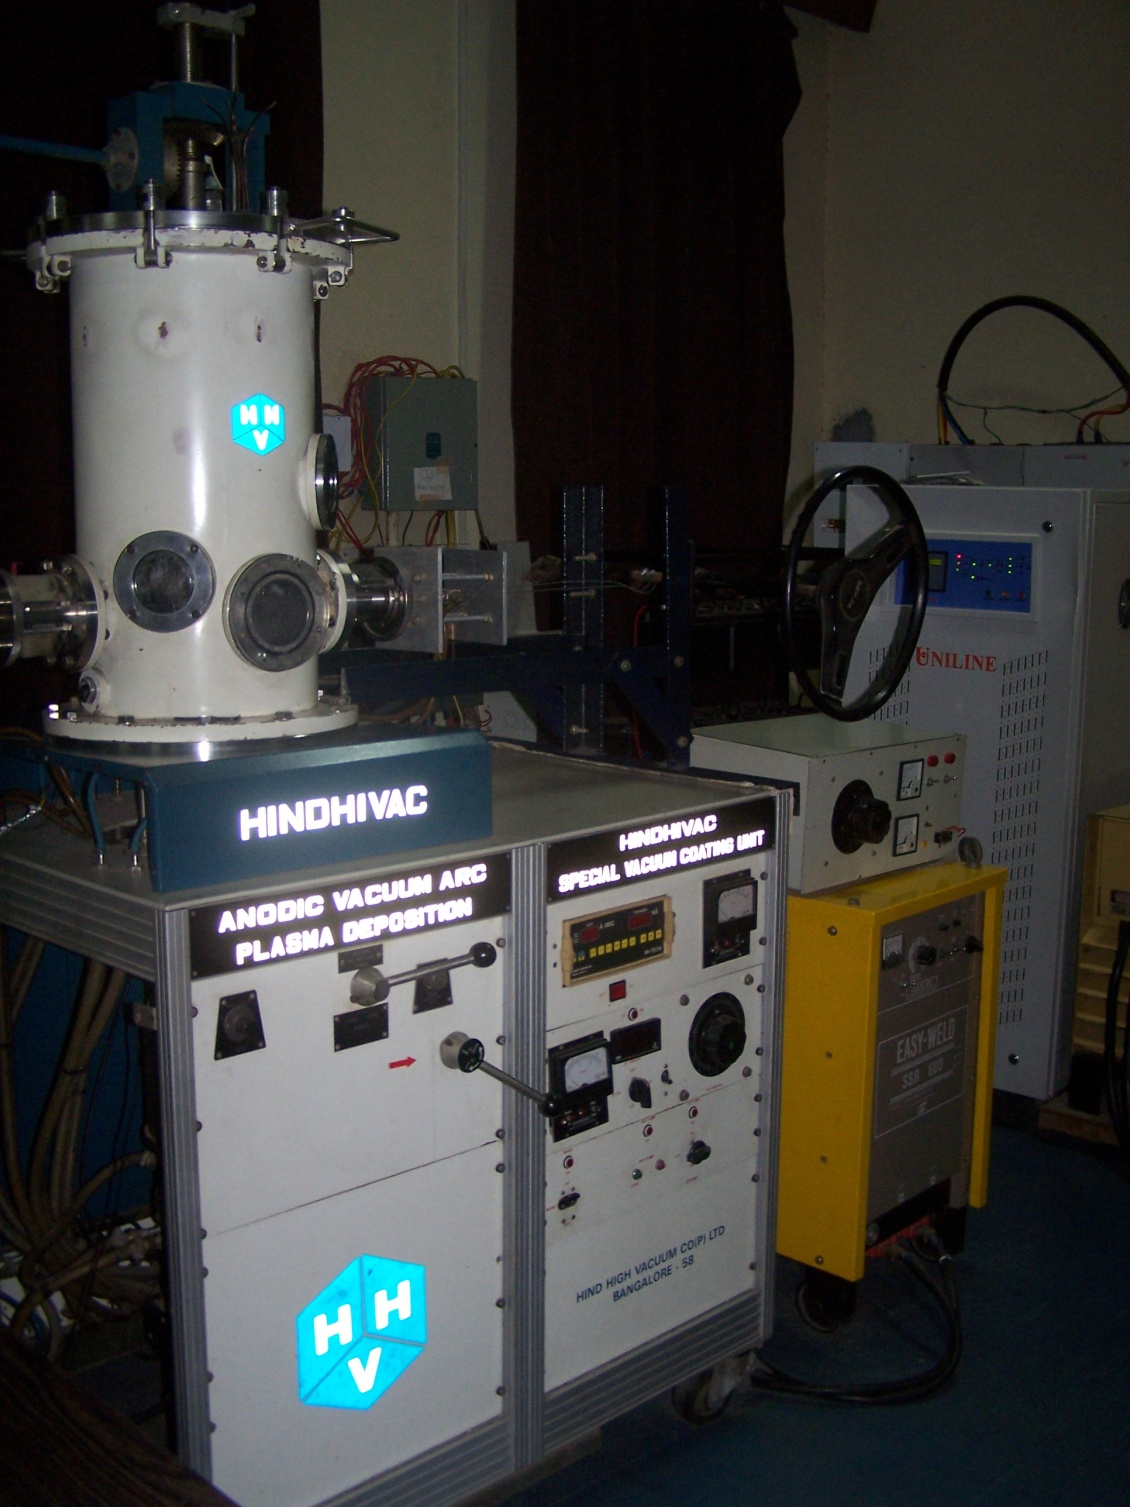 H H
V
UNILINE
HINDHIVAC
HINDHIVAC
SPECIAL VACUUM COATING UNIT
ANODIC VACUUM ARC
PLASMA DEPOSITION
EASY-WELD
HIND HIGH VACUUM CO(P) LTD
BANGALORE - 58
H H
V